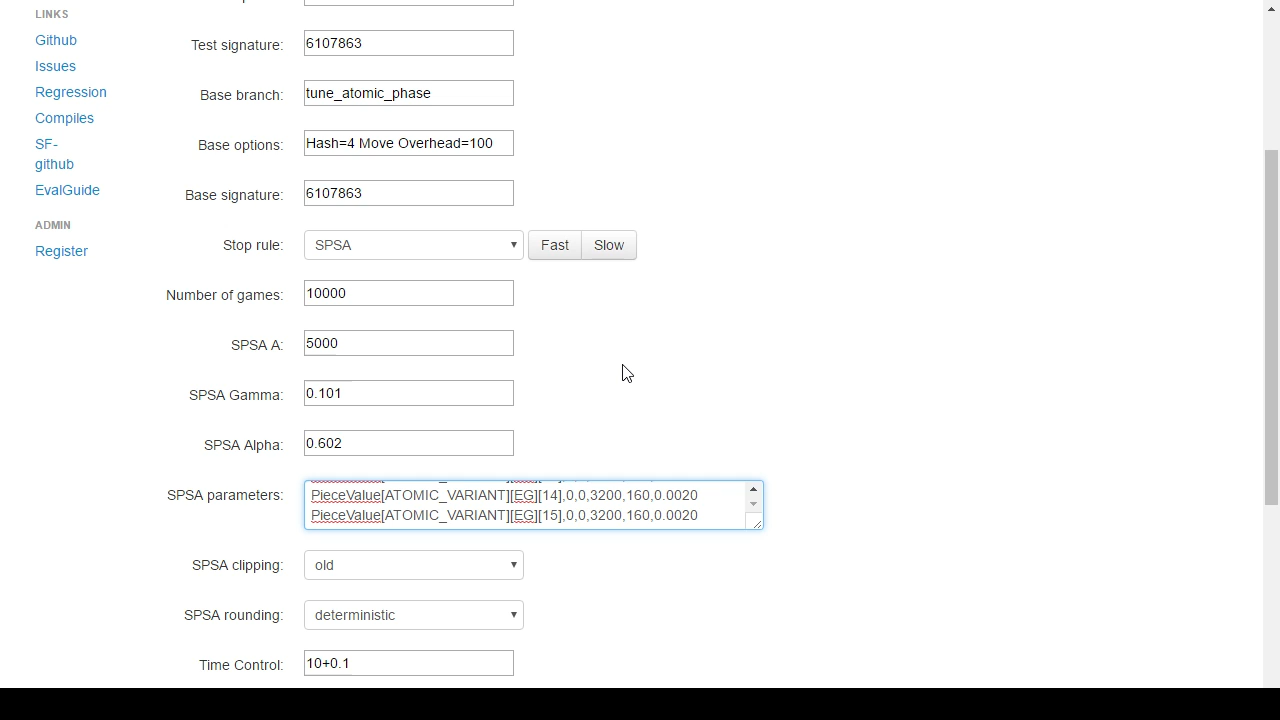 LINKS
Github
Issues
Regression
Compiles
SF-
github
EvalGuide
ADMIN
Register
Test signature: 6107863
Base branch: tune_atomic_phase
Base options: Hash=4 Move Overhead=100
Base signature: 6107863
Stop rule: SPSA Fast Slow
Number of games: 10000
SPSA A: 5000
SPSA Gamma: 0.101
SPSA Alpha: 0.602
SPSA parameters: PieceValue[ATOMIC_VARIANT][EG][14],0,0,3200,160,0.0020
PieceValue[ATOMIC_VARIANT][EG][15],0,0,3200,160,0.0020
SPSA clipping: old
SPSA rounding: deterministic
Time Control: 10+0.1